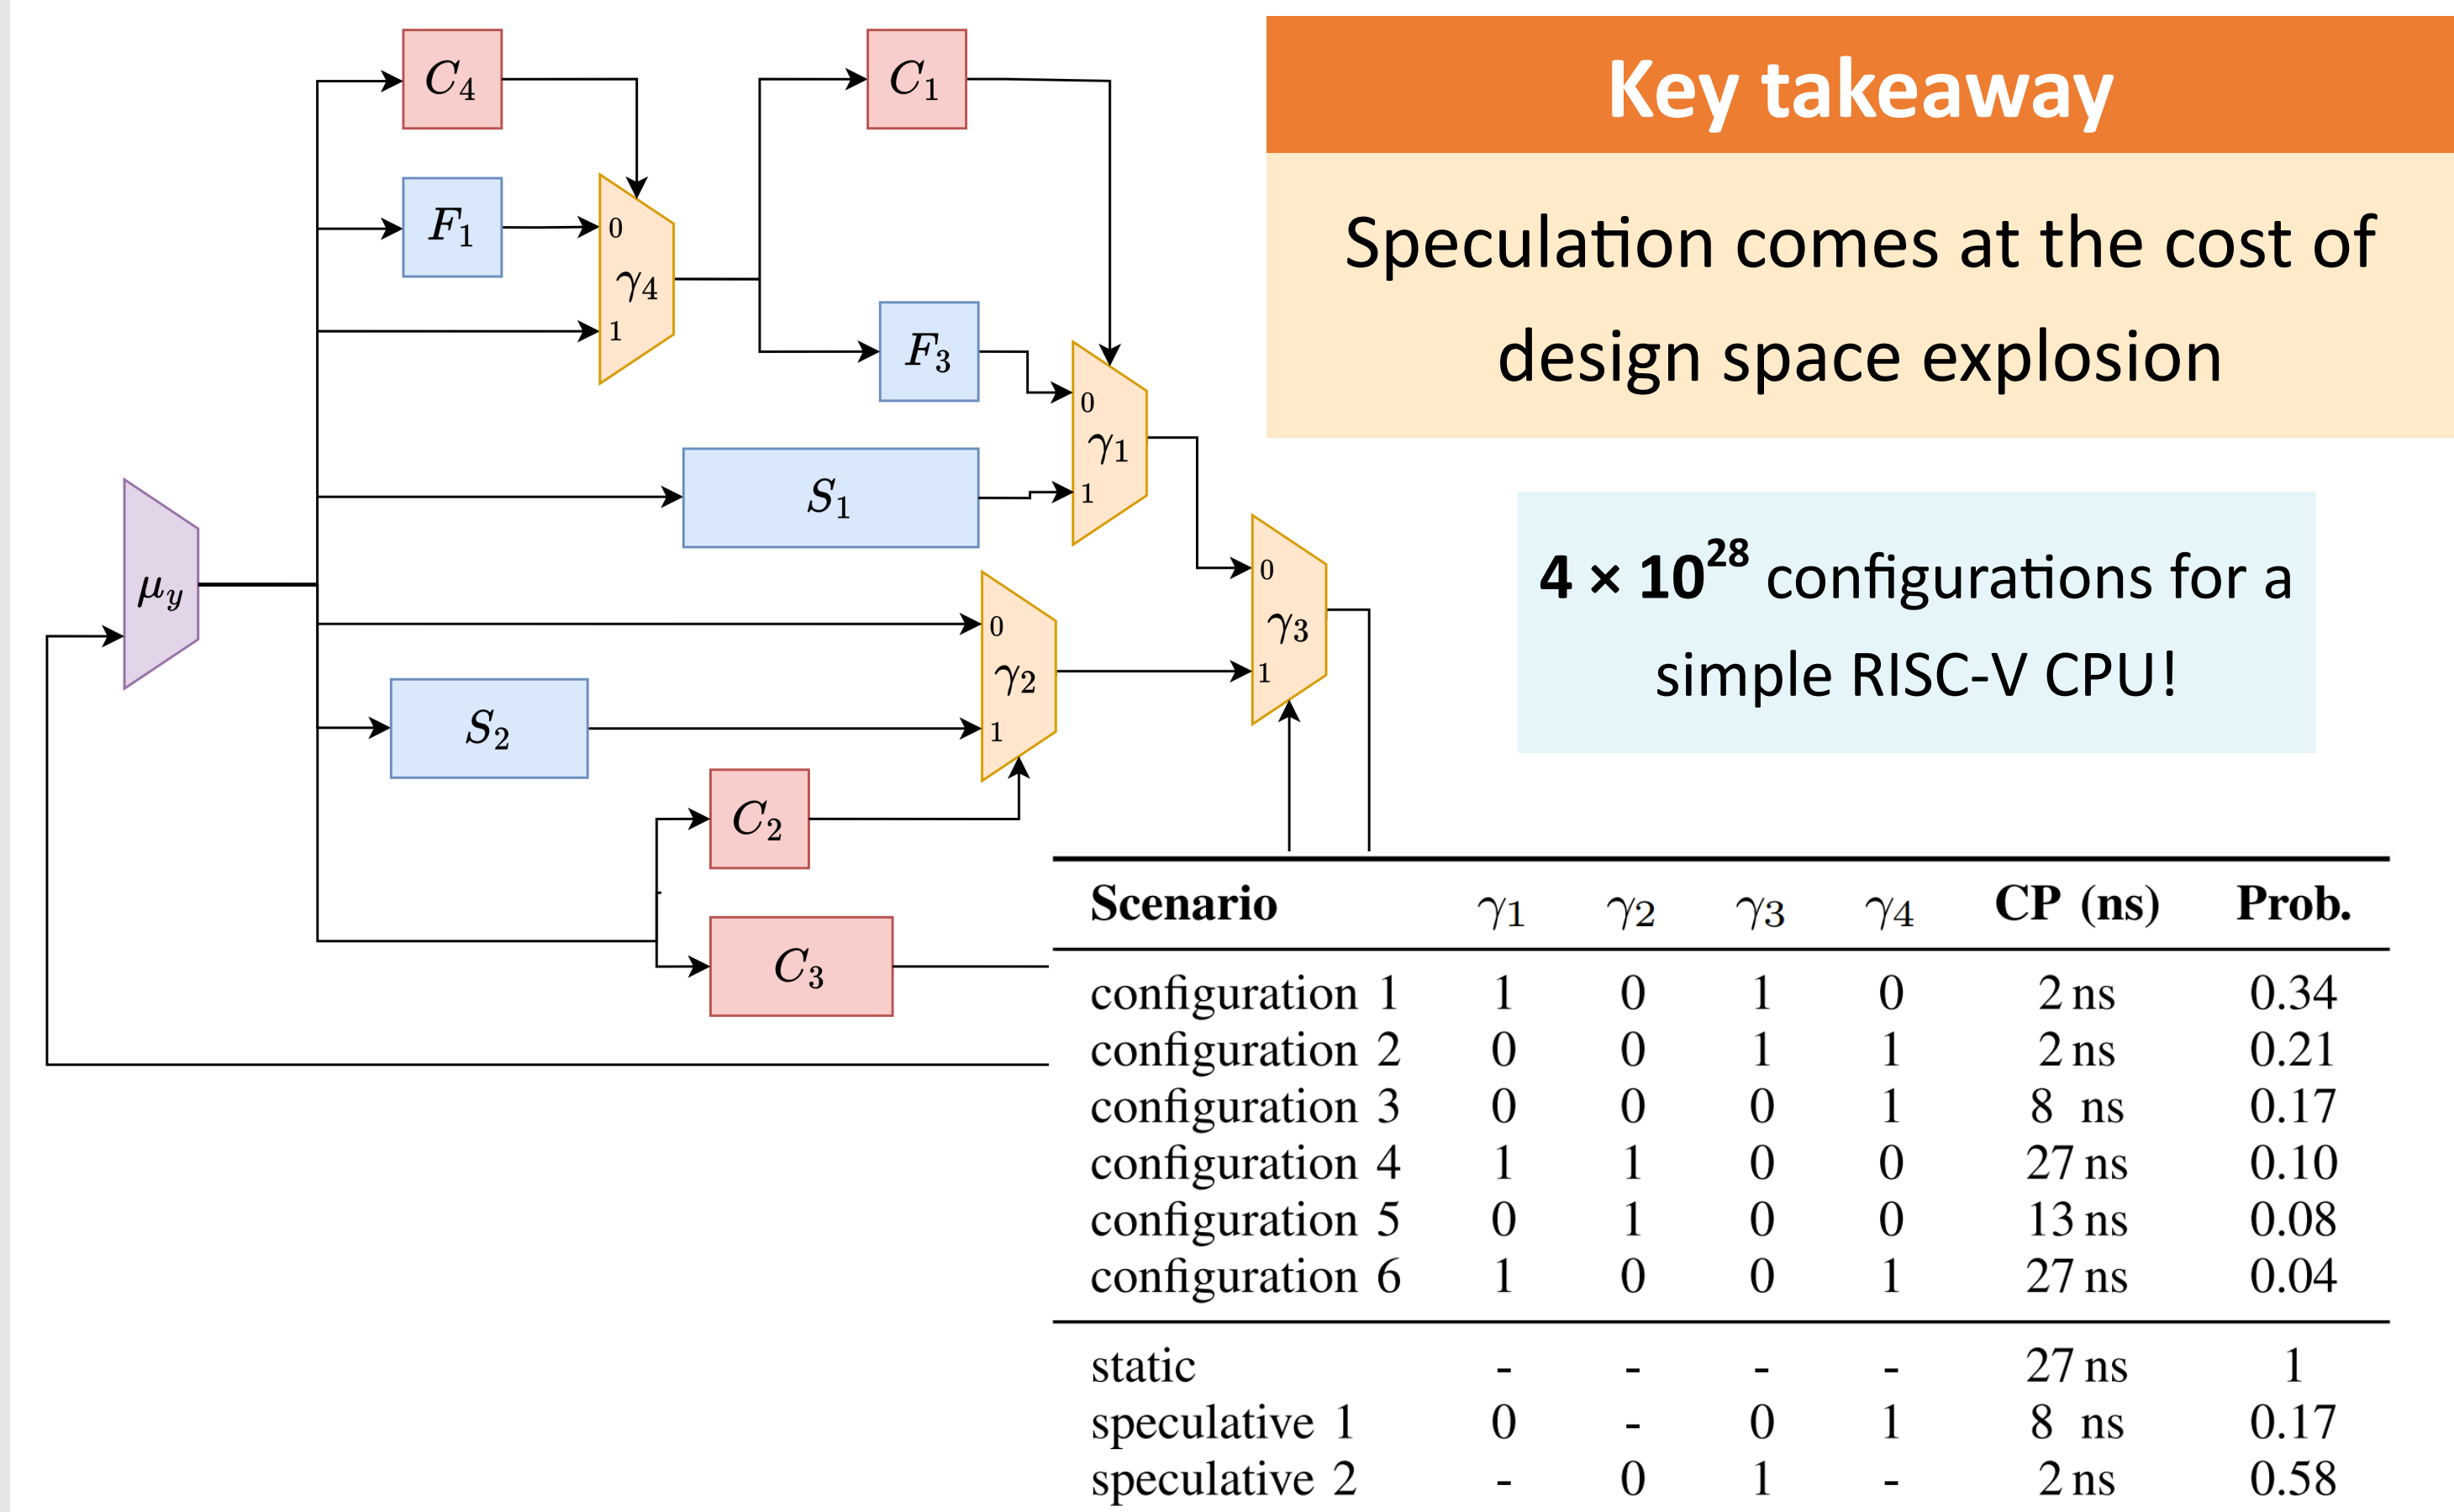 C4
C1
Key takeaway
F1
0
γ4
1
Speculation comes at the cost of
design space explosion
F3
0
γ1
1
S1
μy
4 × 10^28 configurations for a
simple RISC-V CPU!
0
γ3
1
0
γ2
1
S2
C2
C3
Scenario γ1 γ2 γ3 γ4 CP (ns) Prob.
configuration 1 1 0 1 0 2 ns 0.34
configuration 2 0 0 1 1 2 ns 0.21
configuration 3 0 0 0 1 8 ns 0.17
configuration 4 1 1 0 0 27 ns 0.10
configuration 5 0 1 0 0 13 ns 0.08
configuration 6 1 0 0 1 27 ns 0.04
static - - - - 27 ns 1
speculative 1 0 - 0 1 8 ns 0.17
speculative 2 - 0 1 - 2 ns 0.58